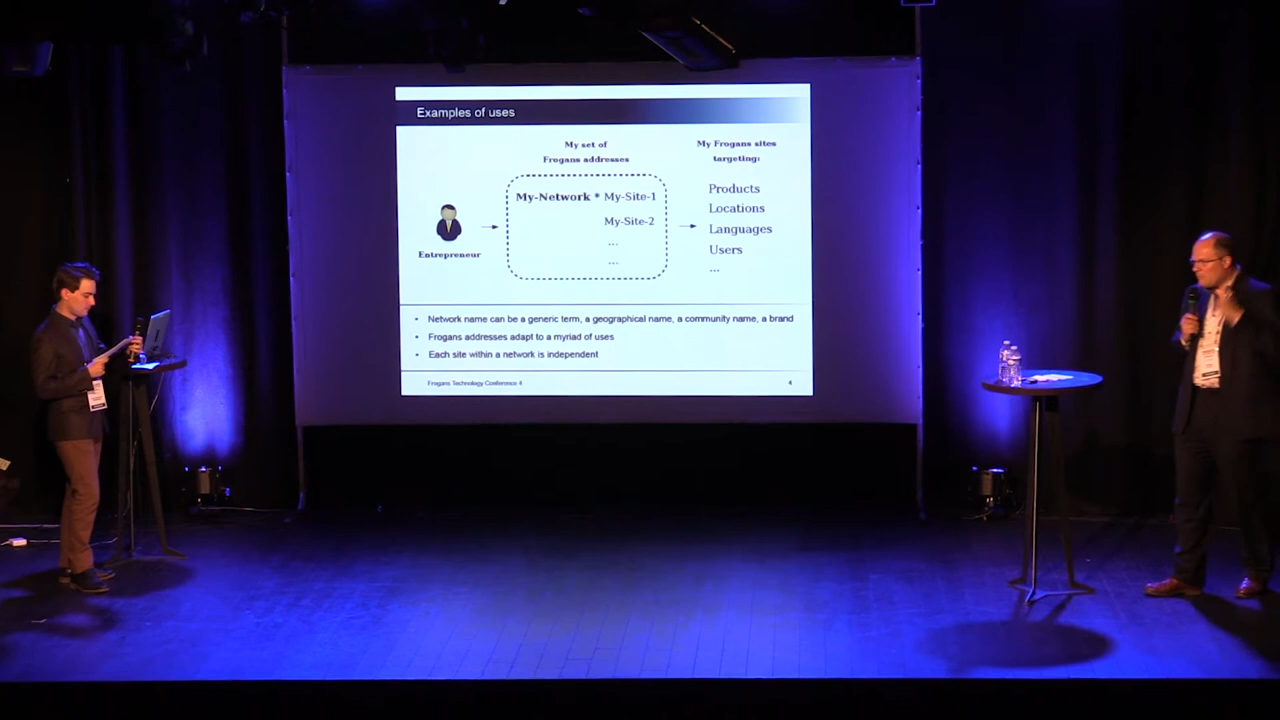 Examples of uses
My set of
Frogans addresses
My Frogans sites
targeting:
Entrepreneur
My-Network * My-Site-1
My-Site-2
...
...
Products
Locations
Languages
Users
...
• Network name can be a generic term, a geographical name, a community name, a brand
• Frogans addresses adapt to a myriad of uses
• Each site within a network is independent
Frogans Technology Conference 4
4